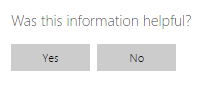 Was this information helpful?
Yes No